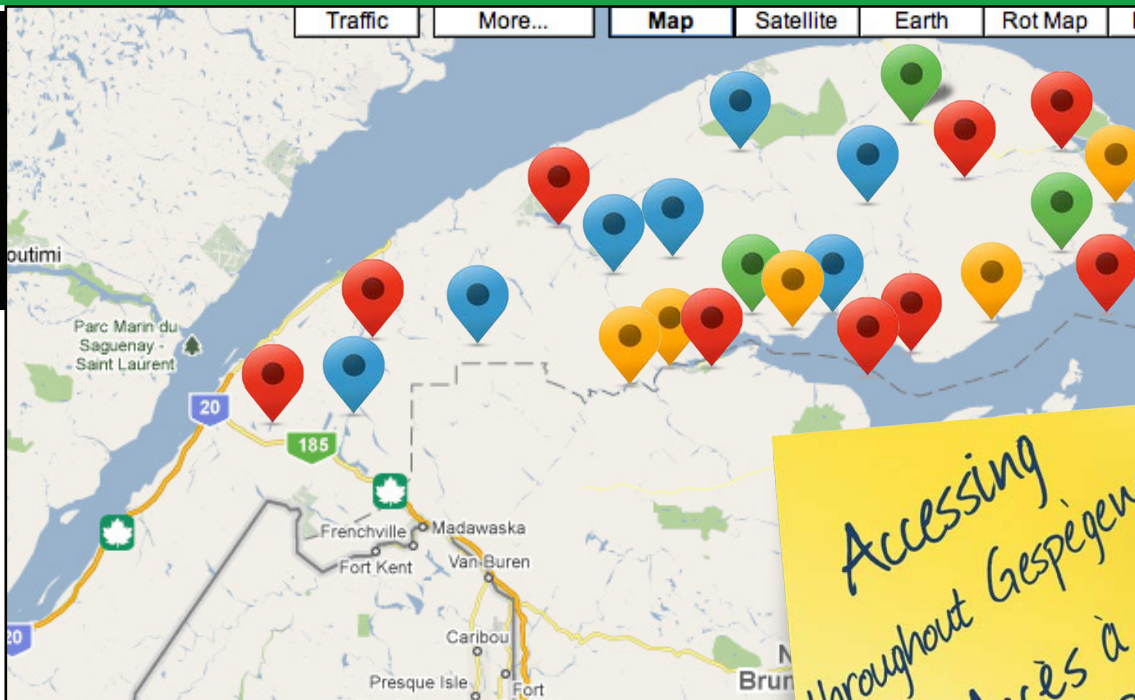 Traffic
More...
Map
Satellite
Earth
Rot Map
outimi
Parc Marin du
Saguenay -
Saint Laurent
20
185
Frenchville
Madawaska
Fort Kent
Van Buren
20
Caribou
Presque Isle
Fort
N
Brun
Accessing
throughout Gespègen
Accès à